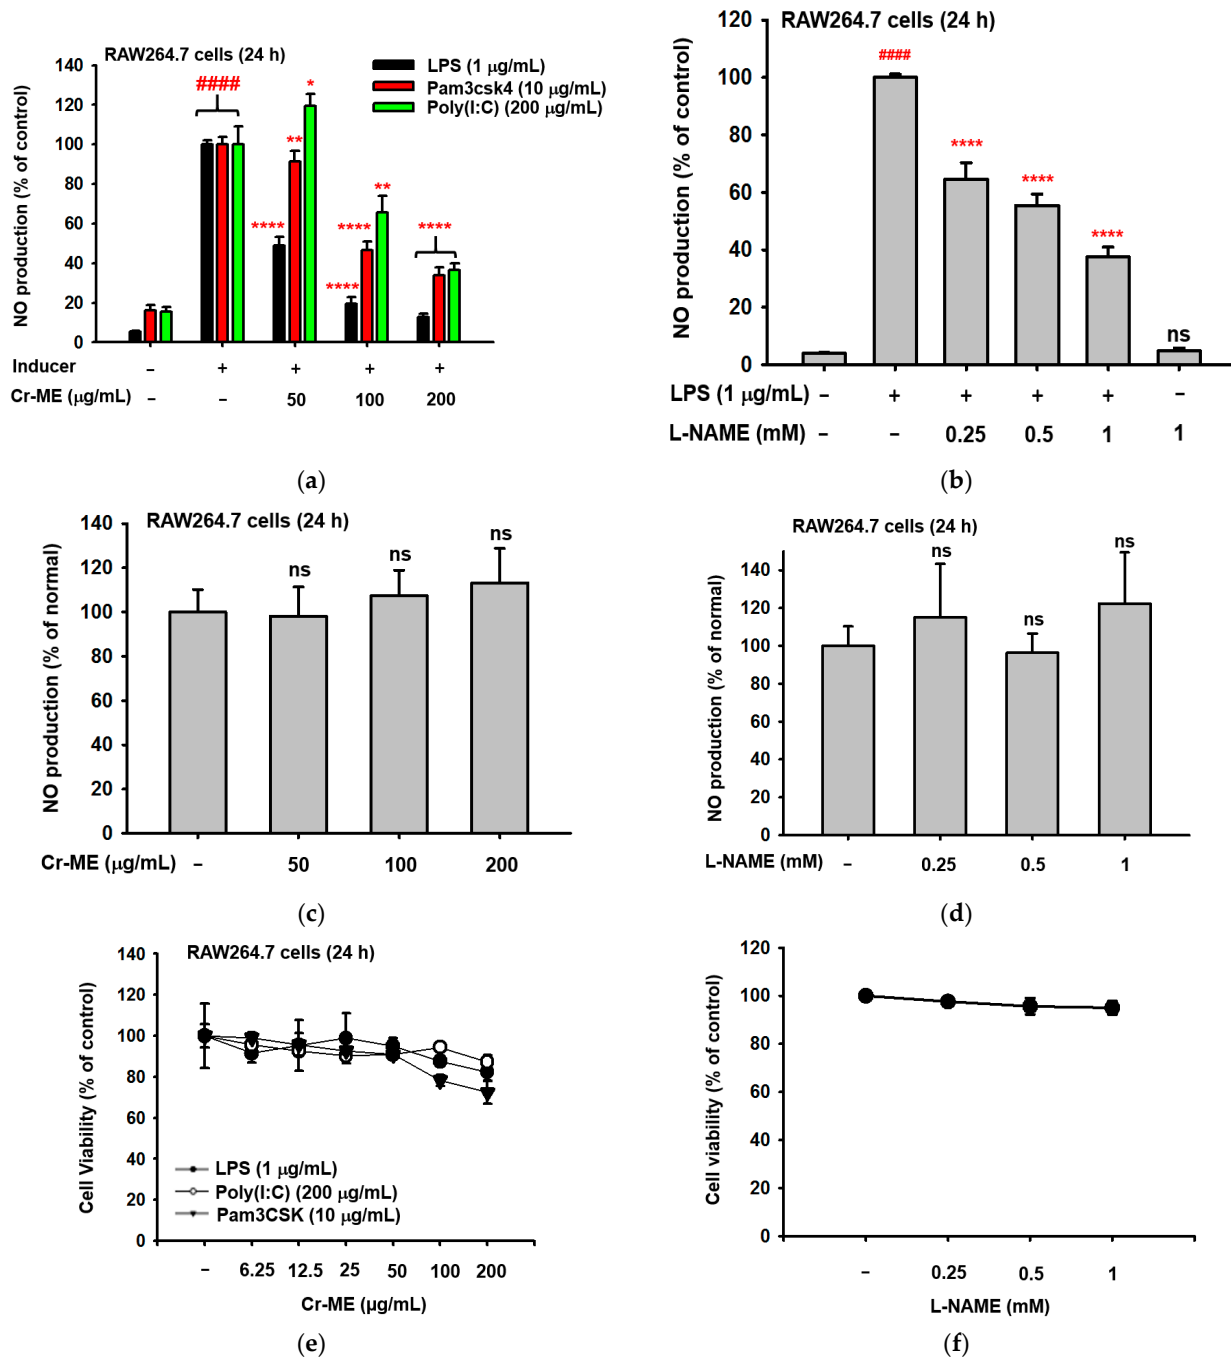 RAW264.7 cells (24 h)
LPS (1 μg/mL)
Pam3csk4 (10 μg/mL)
Poly(I:C) (200 μg/mL)
NO production (% of control)
140
120
100
80
60
40
20
0
####
****
**
*
****
****
**
****
Inducer − + + + +
Cr-ME (μg/mL) − − 50 100 200
(a)
RAW264.7 cells (24 h)
NO production (% of control)
120
100
80
60
40
20
0
####
****
****
****
ns
LPS (1 μg/mL) − + + + + −
L-NAME (mM) − − 0.25 0.5 1 1
(b)
RAW264.7 cells (24 h)
NO production (% of normal)
140
120
100
80
60
40
20
0
ns
ns
ns
Cr-ME (μg/mL) − 50 100 200
(c)
RAW264.7 cells (24 h)
NO production (% of normal)
140
120
100
80
60
40
20
0
ns
ns
ns
L-NAME (mM) − 0.25 0.5 1
(d)
RAW264.7 cells (24 h)
Cell Viability (% of control)
140
120
100
80
60
40
20
0
LPS (1 μg/mL)
Poly(I:C) (200 μg/mL)
Pam3CSK (10 μg/mL)
− 6.25 12.5 25 50 100 200
Cr-ME (μg/mL)
(e)
Cell viability (% of control)
120
100
80
60
40
20
0
− 0.25 0.5 1
L-NAME (mM)
(f)